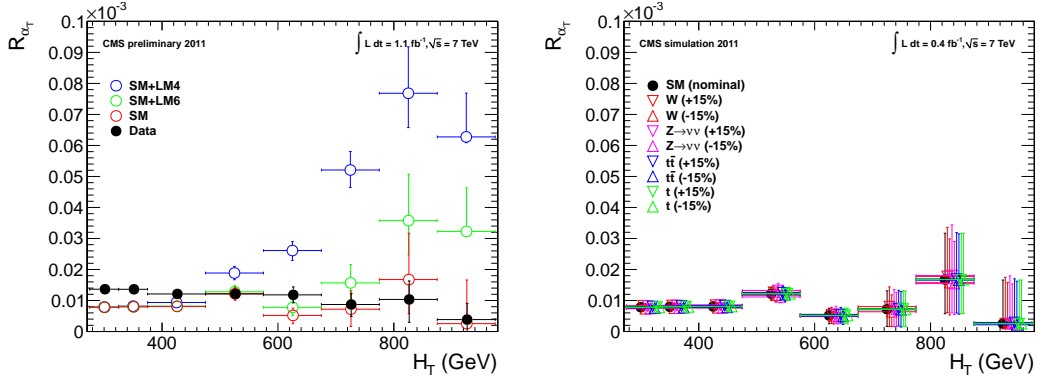 ×10⁻³
R_α_T
0.1
0.09
0.08
0.07
0.06
0.05
0.04
0.03
0.02
0.01
0
CMS preliminary 2011
∫ L dt = 1.1 fb⁻¹,√s = 7 TeV
SM+LM4
SM+LM6
SM
Data
400 600 800
H_T (GeV)
×10⁻³
R_α_T
0.1
0.09
0.08
0.07
0.06
0.05
0.04
0.03
0.02
0.01
0
CMS simulation 2011
∫ L dt = 0.4 fb⁻¹,√s = 7 TeV
SM (nominal)
W (+15%)
W (-15%)
Z→νν (+15%)
Z→νν (-15%)
tt̄ (+15%)
tt̄ (-15%)
t (+15%)
t (-15%)
400 600 800
H_T (GeV)